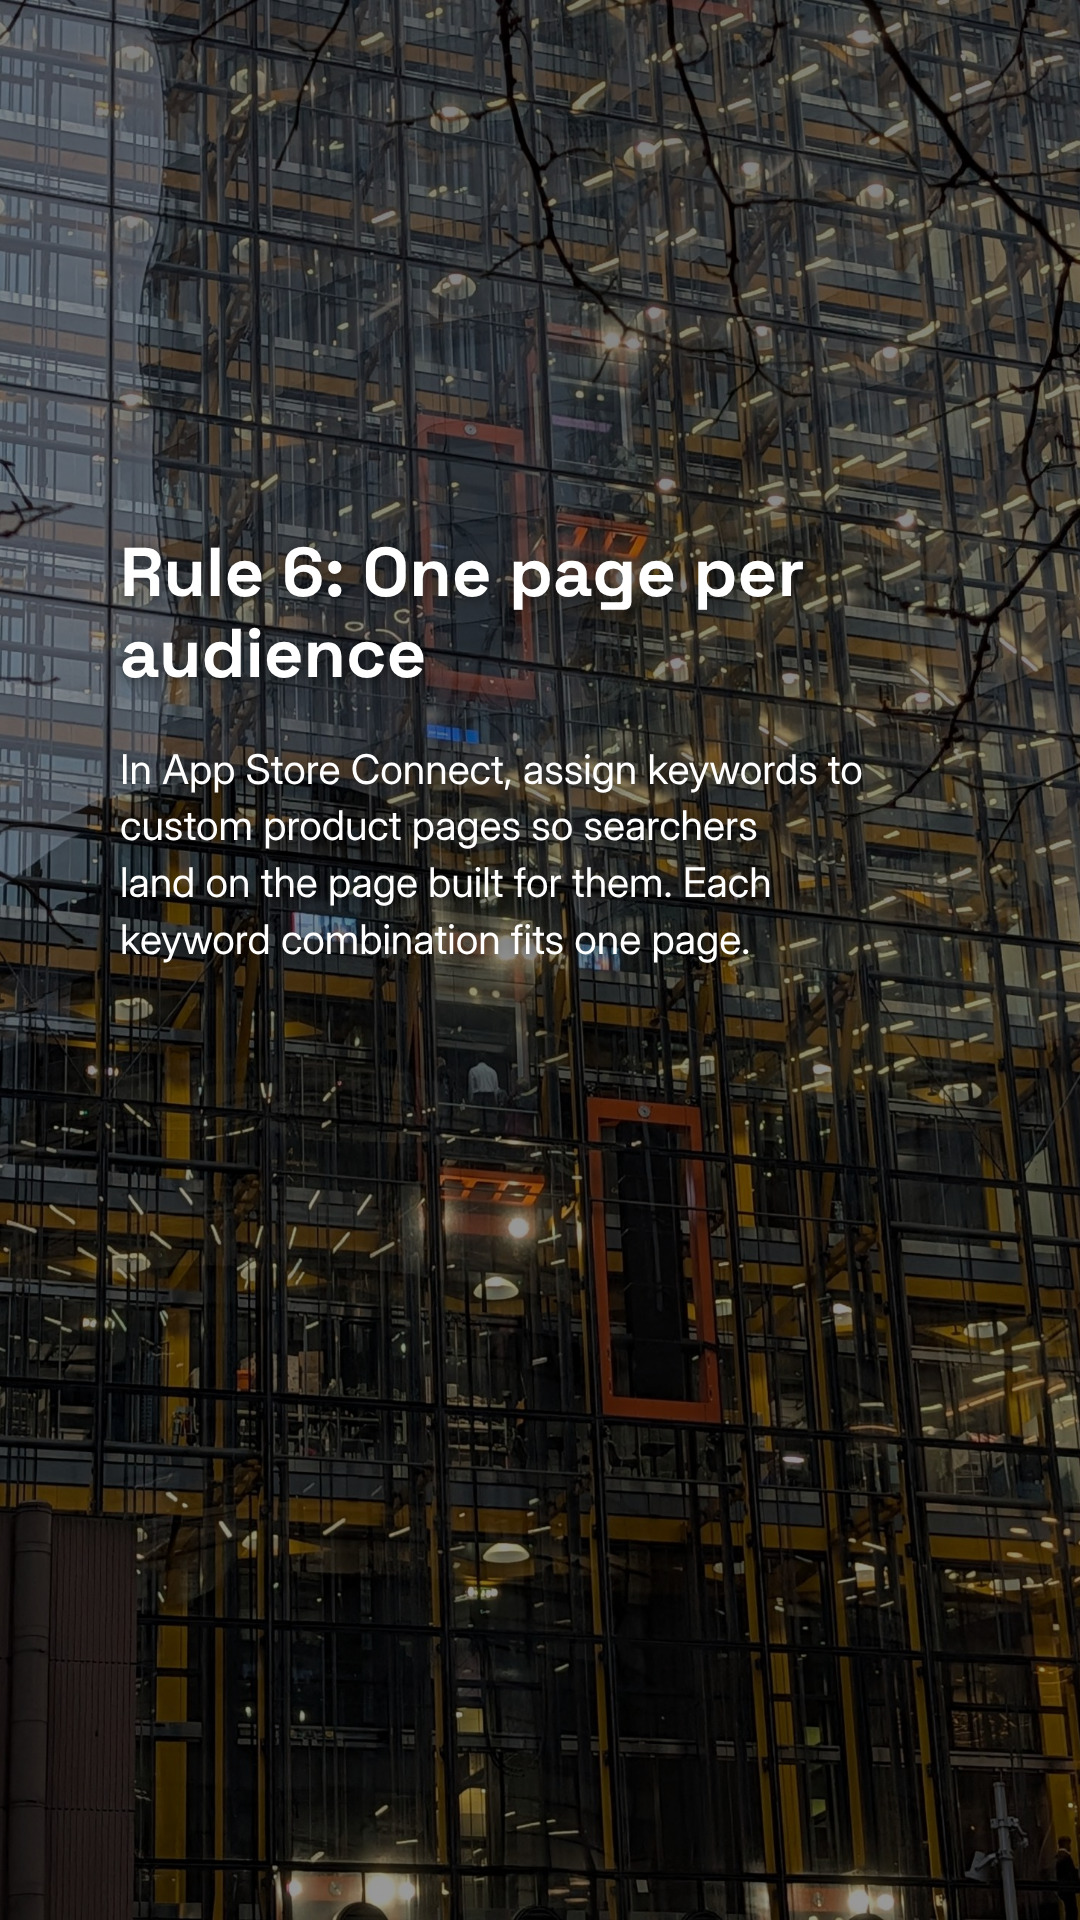 Rule 6: One page per
audience
In App Store Connect, assign keywords to
custom product pages so searchers
land on the page built for them. Each
keyword combination fits one page.